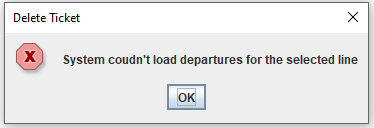 Delete Ticket
System coudn't load departures for the selected line
OK